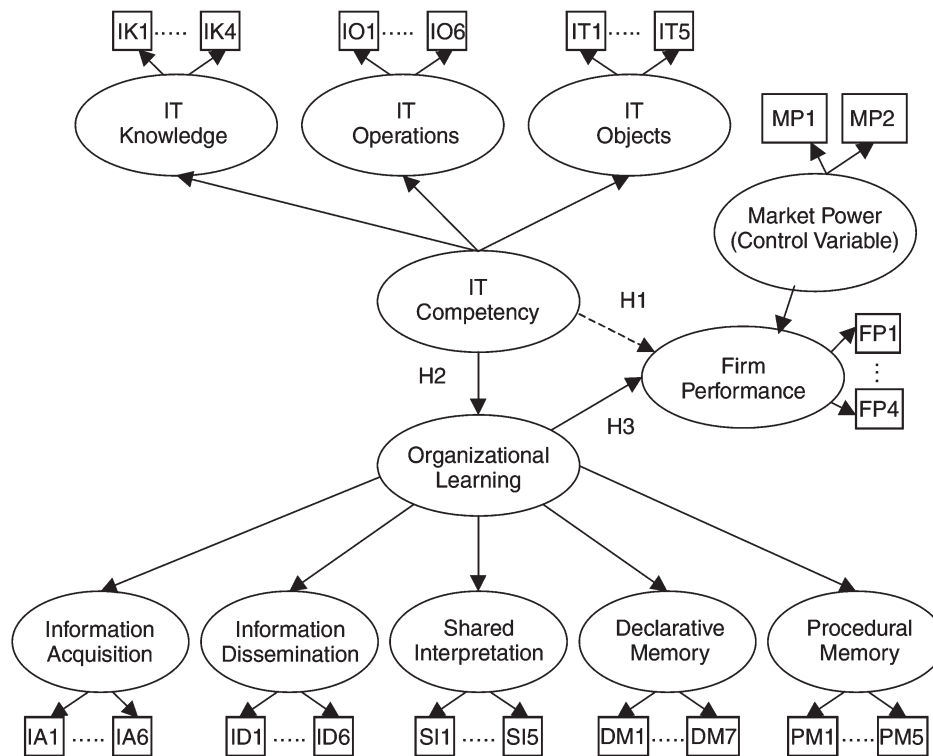 IK1 ..... IK4
IO1 ..... IO6
IT1 ..... IT5
IT
Knowledge
IT
Operations
IT
Objects
MP1
MP2
Market Power
(Control Variable)
IT
Competency
H1
FP1
Firm
Performance
FP4
H2
H3
Organizational
Learning
Information
Acquisition
Information
Dissemination
Shared
Interpretation
Declarative
Memory
Procedural
Memory
IA1 ..... IA6
ID1 ..... ID6
SI1 ..... SI5
DM1 ..... DM7
PM1 ..... PM5